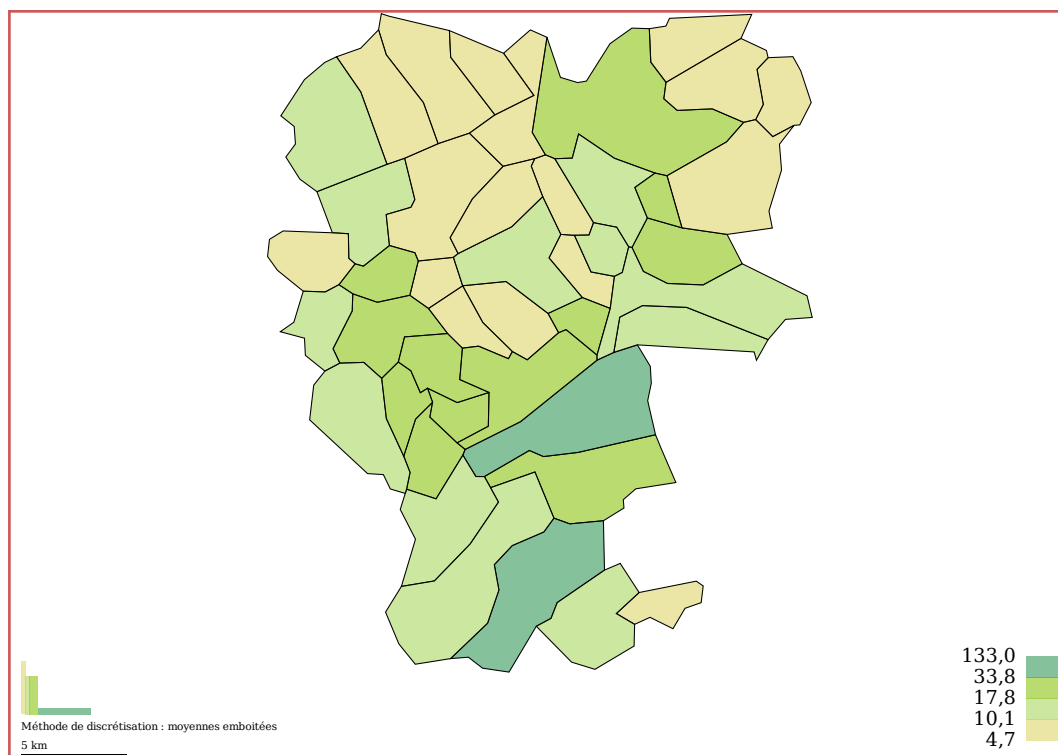 133,0
33,8
17,8
10,1
4,7
Méthode de discrétisation : moyennes emboitées
5 km